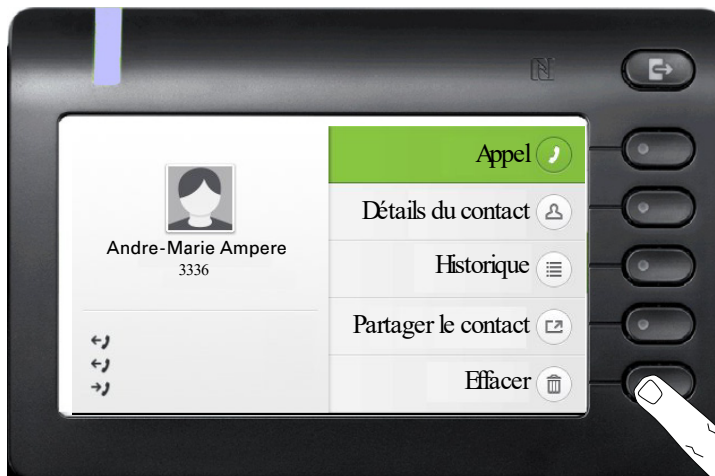 Appel
Détails du contact
Andre-Marie Ampere
3336
Historique
Partager le contact
Effacer